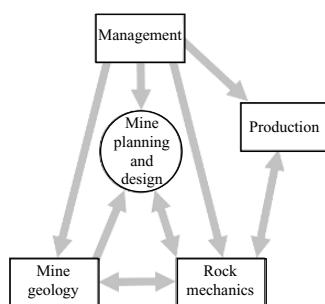 Management
Mine
planning
and
design
Production
Mine
geology
Rock
mechanics